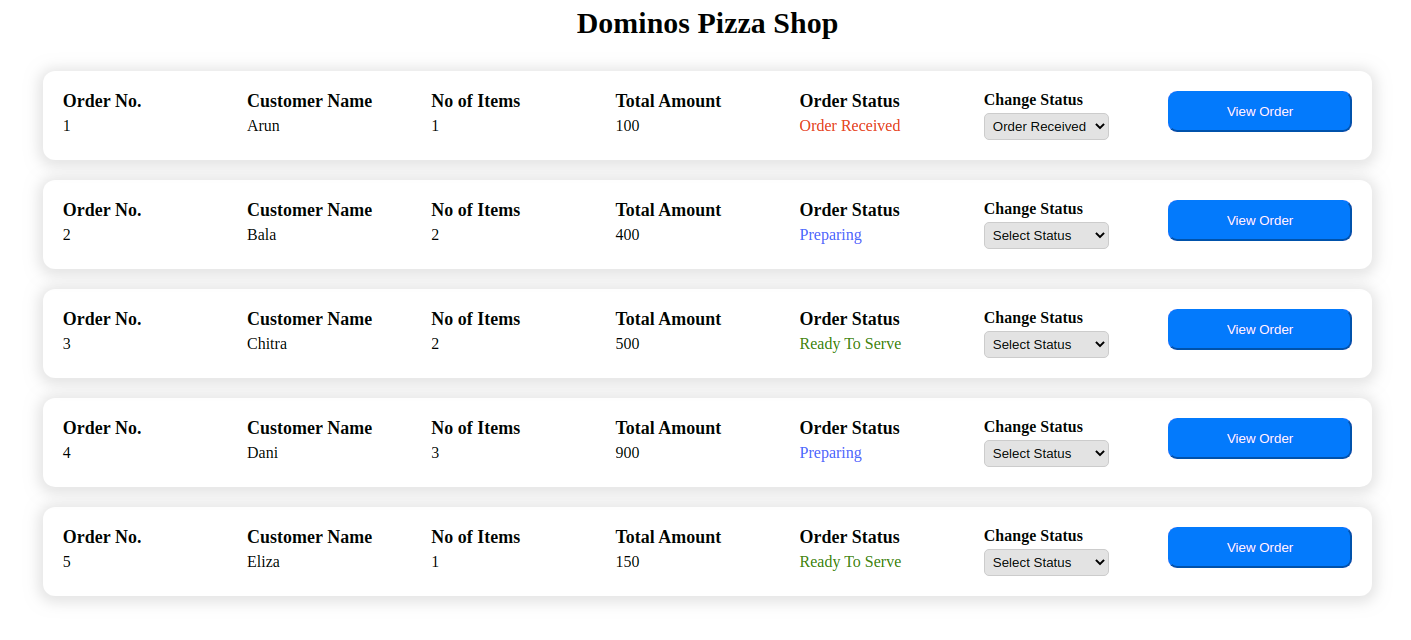 Dominos Pizza Shop
Order No. Customer Name No of Items Total Amount Order Status Change Status View Order
1 Arun 1 100 Order Received Order Received
Order No. Customer Name No of Items Total Amount Order Status Change Status View Order
2 Bala 2 400 Preparing Select Status
Order No. Customer Name No of Items Total Amount Order Status Change Status View Order
3 Chitra 2 500 Ready To Serve Select Status
Order No. Customer Name No of Items Total Amount Order Status Change Status View Order
4 Dani 3 900 Preparing Select Status
Order No. Customer Name No of Items Total Amount Order Status Change Status View Order
5 Eliza 1 150 Ready To Serve Select Status